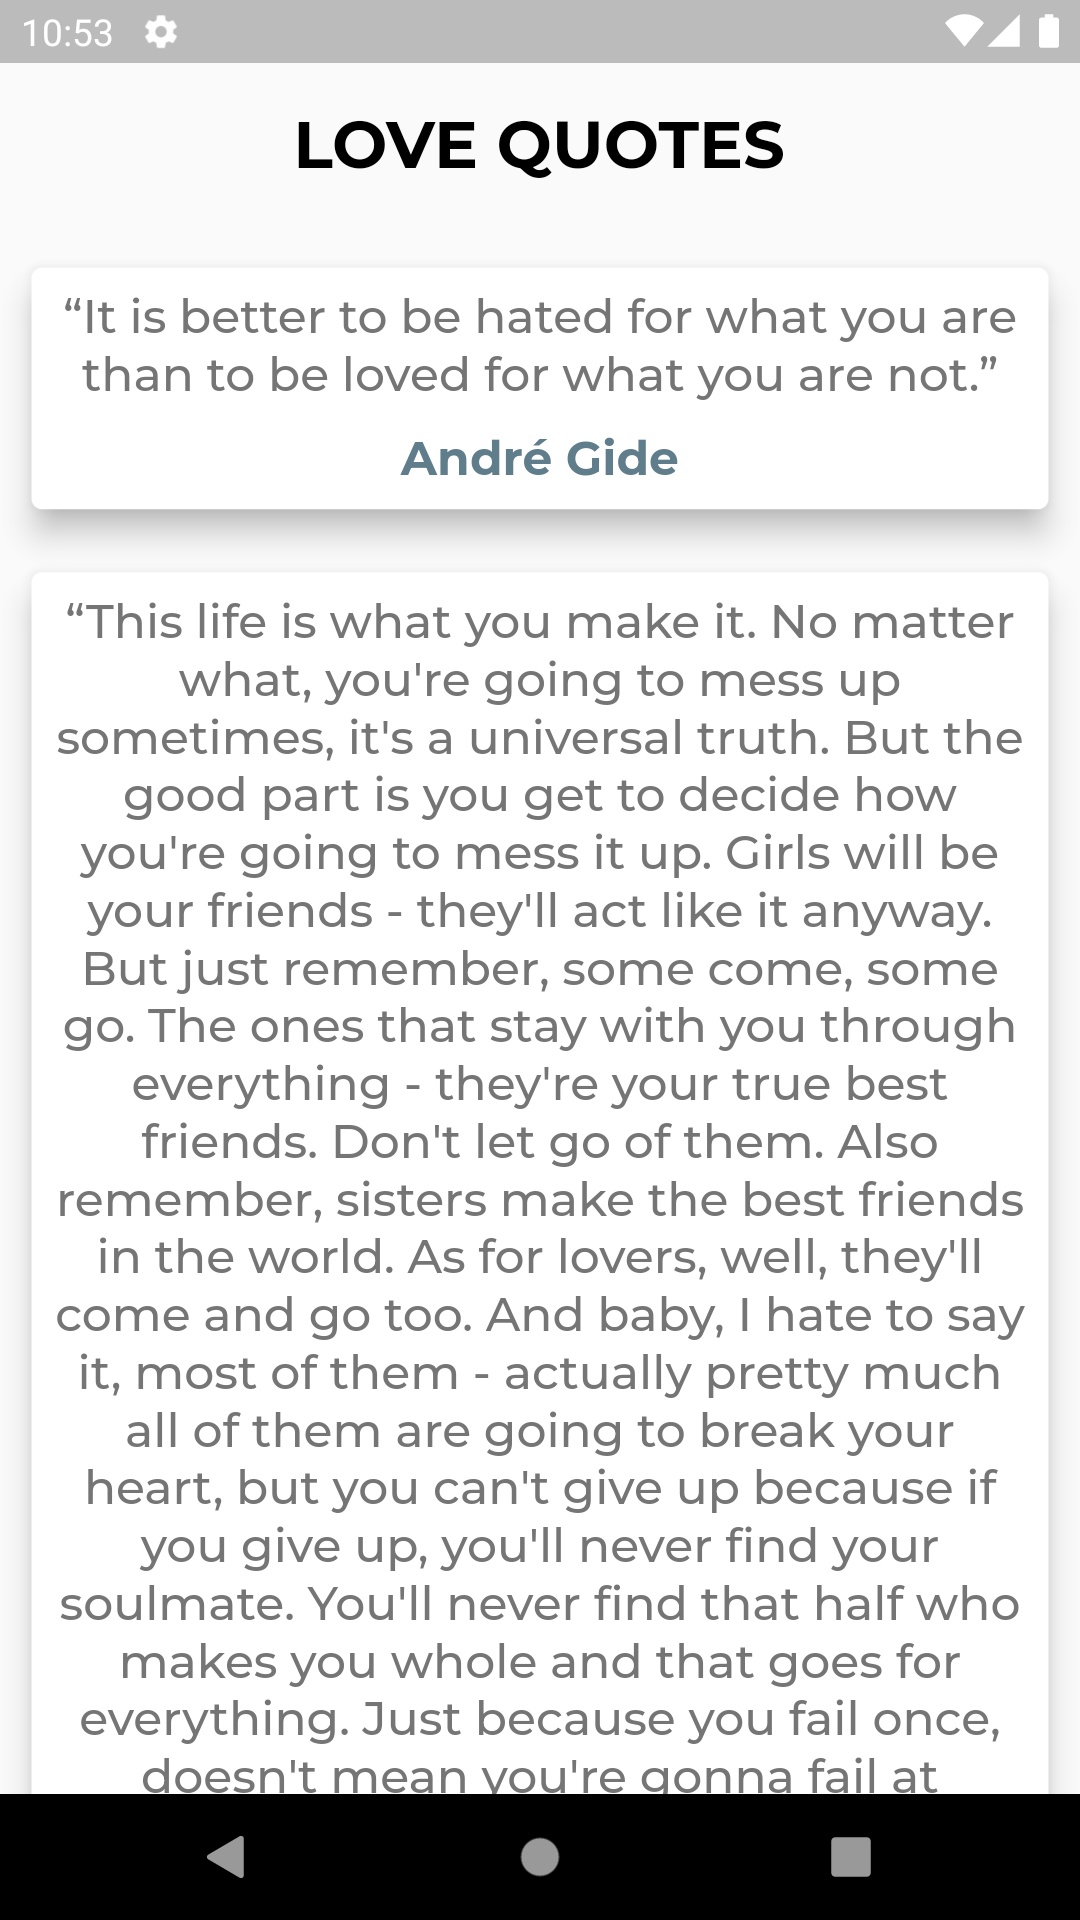 10:53
LOVE QUOTES
“It is better to be hated for what you are
than to be loved for what you are not.”
André Gide
“This life is what you make it. No matter
what, you're going to mess up
sometimes, it's a universal truth. But the
good part is you get to decide how
you're going to mess it up. Girls will be
your friends - they'll act like it anyway.
But just remember, some come, some
go. The ones that stay with you through
everything - they're your true best
friends. Don't let go of them. Also
remember, sisters make the best friends
in the world. As for lovers, well, they'll
come and go too. And baby, I hate to say
it, most of them - actually pretty much
all of them are going to break your
heart, but you can't give up because if
you give up, you'll never find your
soulmate. You'll never find that half who
makes you whole and that goes for
everything. Just because you fail once,
doesn't mean you're gonna fail at